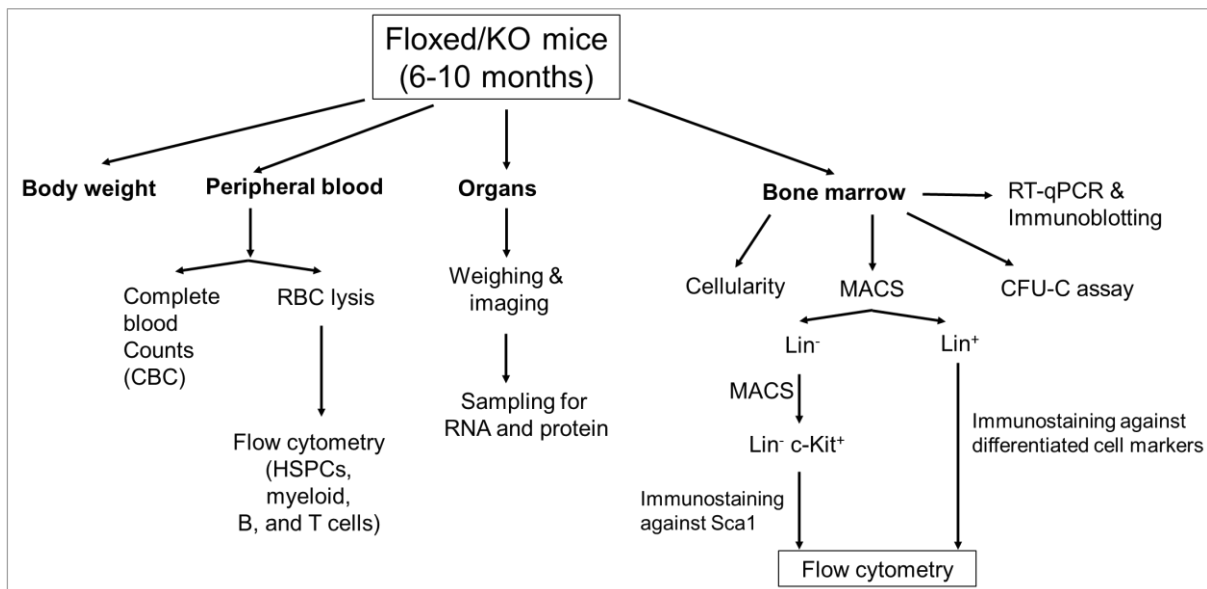 Floxed/KO mice
(6-10 months)
Body weight
Peripheral blood
Organs
Bone marrow
RT-qPCR &
Immunoblotting
Complete
blood
Counts
(CBC)
RBC lysis
Weighing &
imaging
Cellularity
MACS
CFU-C assay
Lin⁻
Lin⁺
MACS
Sampling for
RNA and protein
Flow cytometry
(HSPCs,
myeloid,
B, and T cells)
Lin⁻ c-Kit⁺
Immunostaining against
differentiated cell markers
Immunostaining
against Sca1
Flow cytometry